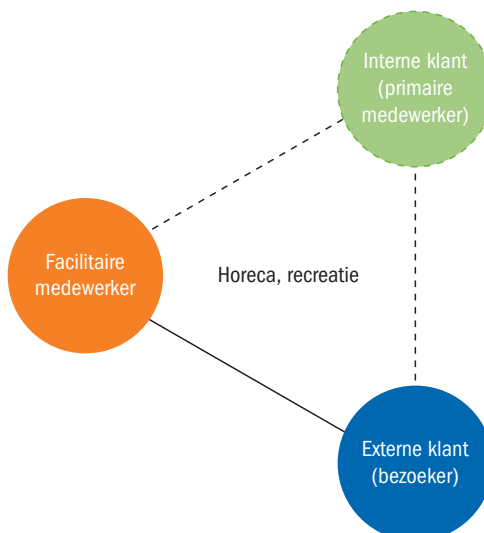 Interne klant
(primaire
medewerker)
Facilitaire
medewerker
Horeca, recreatie
Externe klant
(bezoeker)